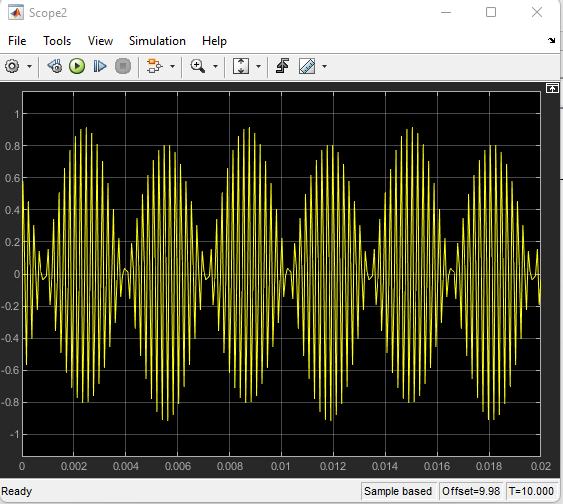 Scope2
File Tools View Simulation Help
1
0.8
0.6
0.4
0.2
0
-0.2
-0.4
-0.6
-0.8
-1
0 0.002 0.004 0.006 0.008 0.01 0.012 0.014 0.016 0.018 0.02
Ready Sample based Offset=9.98 T=10.000